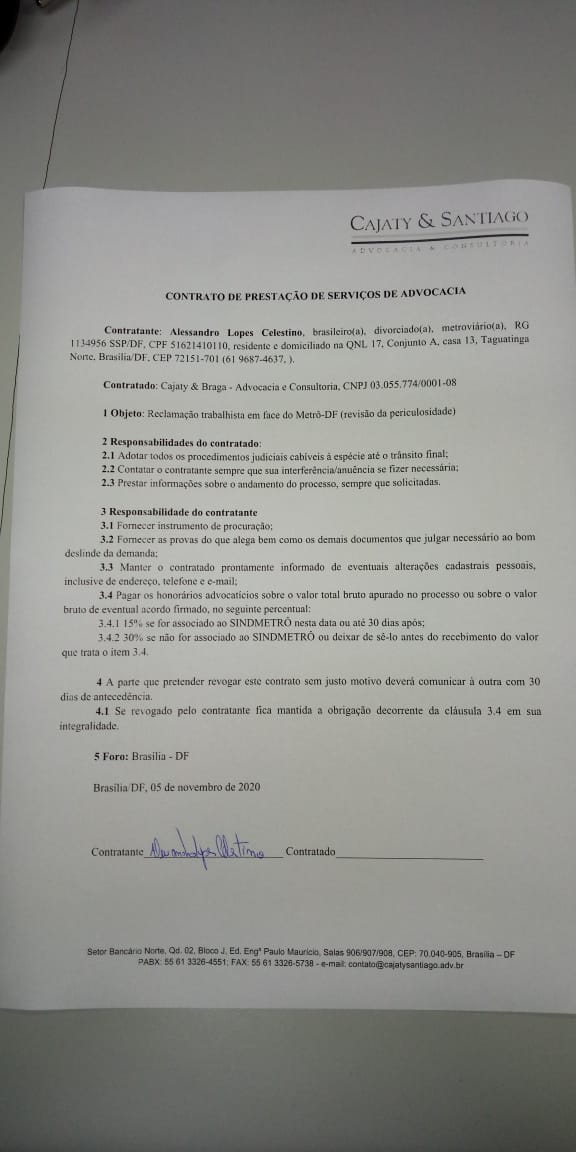 CAJATY & SANTIAGO
ADVOCACIA & CONSULTORIA
CONTRATO DE PRESTAÇÃO DE SERVIÇOS DE ADVOCACIA
Contratante: Alessandro Lopes Celestino, brasileiro(a), divorciado(a), metroviário(a), RG
1134956 SSP/DF, CPF 51621410110, residente e domiciliado na QNL 17, Conjunto A, casa 13, Taguatinga
Norte, Brasilia/DF, CEP 72151-701 (61 9687-4637, ).
Contratado: Cajaty & Braga - Advocacia e Consultoria, CNPJ 03.055.774/0001-08
1 Objeto: Reclamação trabalhista em face do Metrô-DF (revisão da periculosidade)
2 Responsabilidades do contratado:
2.1 Adotar todos os procedimentos judiciais cabíveis à espécie até o trânsito final;
2.2 Contatar o contratante sempre que sua interferência/anuência se fizer necessária;
2.3 Prestar informações sobre o andamento do processo, sempre que solicitadas.
3 Responsabilidade do contratante
3.1 Fornecer instrumento de procuração;
3.2 Fornecer as provas do que alega bem como os demais documentos que julgar necessário ao bom
deslinde da demanda;
3.3 Manter o contratado prontamente informado de eventuais alterações cadastrais pessoais,
inclusive de endereço, telefone e e-mail;
3.4 Pagar os honorários advocatícios sobre o valor total bruto apurado no processo ou sobre o valor
bruto de eventual acordo firmado, no seguinte percentual:
3.4.1 15% se for associado ao SINDMETRÔ nesta data ou até 30 dias após;
3.4.2 30% se não for associado ao SINDMETRÔ ou deixar de sê-lo antes do recebimento do valor
que trata o item 3.4.
4 A parte que pretender revogar este contrato sem justo motivo deverá comunicar à outra com 30
dias de antecedência.
4.1 Se revogado pelo contratante fica mantida a obrigação decorrente da cláusula 3.4 em sua
integralidade.
5 Foro: Brasília - DF
Brasília/DF, 05 de novembro de 2020
Contratante Contratado
Setor Bancário Norte, Qd. 02, Bloco J, Ed. Engº Paulo Maurício, Salas 906/907/908, CEP: 70.040-905, Brasília – DF
PABX: 55 61 3326-4551; FAX: 55 61 3326-5738 - e-mail: contato@cajatysantiago.adv.br